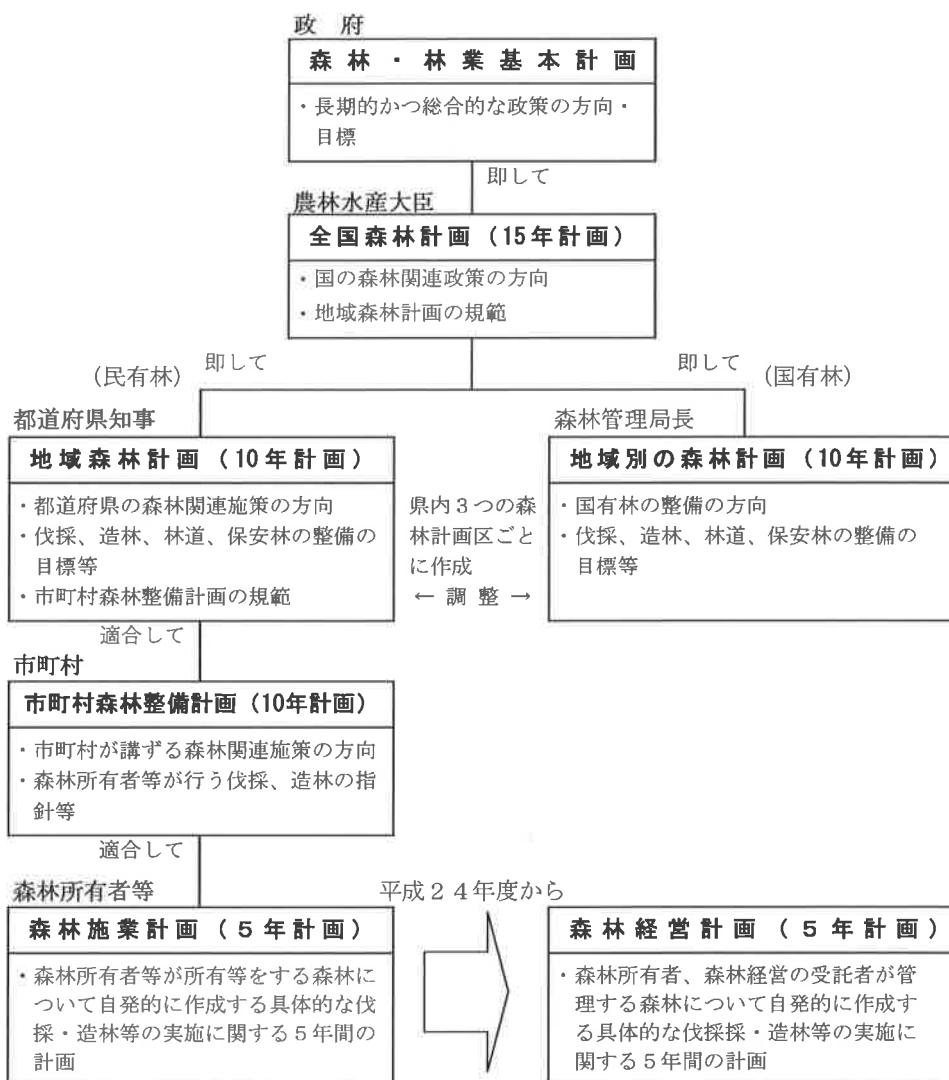 政 府
森 林 ・ 林 業 基 本 計 画
・長期的かつ総合的な政策の方向・
目標
即して
農林水産大臣
全国森林計画（15年計画）
・国の森林関連政策の方向
・地域森林計画の規範
（民有林）
即して
即して
（国有林）
都道府県知事
地域森林計画（10年計画）
・都道府県の森林関連施策の方向
・伐採、造林、林道、保安林の整備の
目標等
・市町村森林整備計画の規範
県内３つの森
林計画区ごと
に作成
← 調 整 →
森林管理局長
地域別の森林計画（10年計画）
・国有林の整備の方向
・伐採、造林、林道、保安林の整備の
目標等
適合して
市町村
市町村森林整備計画（10年計画）
・市町村が講ずる森林関連施策の方向
・森林所有者等が行う伐採、造林の指
針等
適合して
森林所有者等
森林施業計画（５年計画）
・森林所有者等が所有等をする森林に
ついて自発的に作成する具体的な伐
採・造林等の実施に関する５年間の
計画
平成２４年度から
森林経営計画（５年計画）
・森林所有者、森林経営の受託者が管
理する森林について自発的に作成す
る具体的な伐採採・造林等の実施に
関する５年間の計画